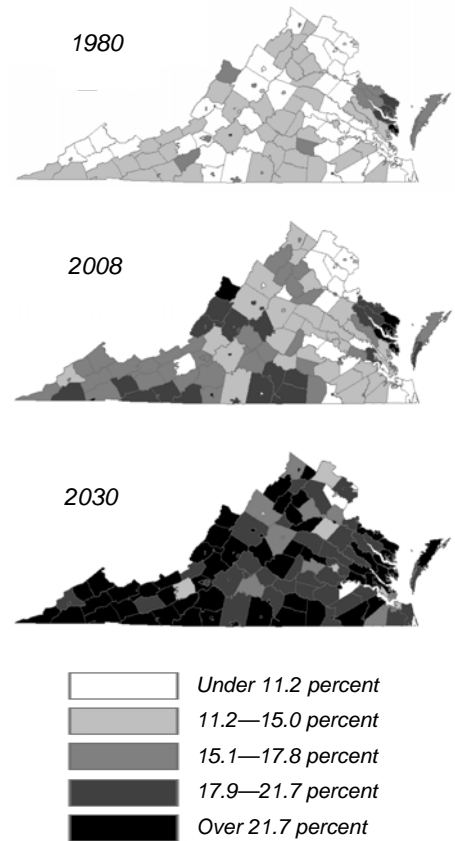 1980
2008
2030
Under 11.2 percent
11.2—15.0 percent
15.1—17.8 percent
17.9—21.7 percent
Over 21.7 percent